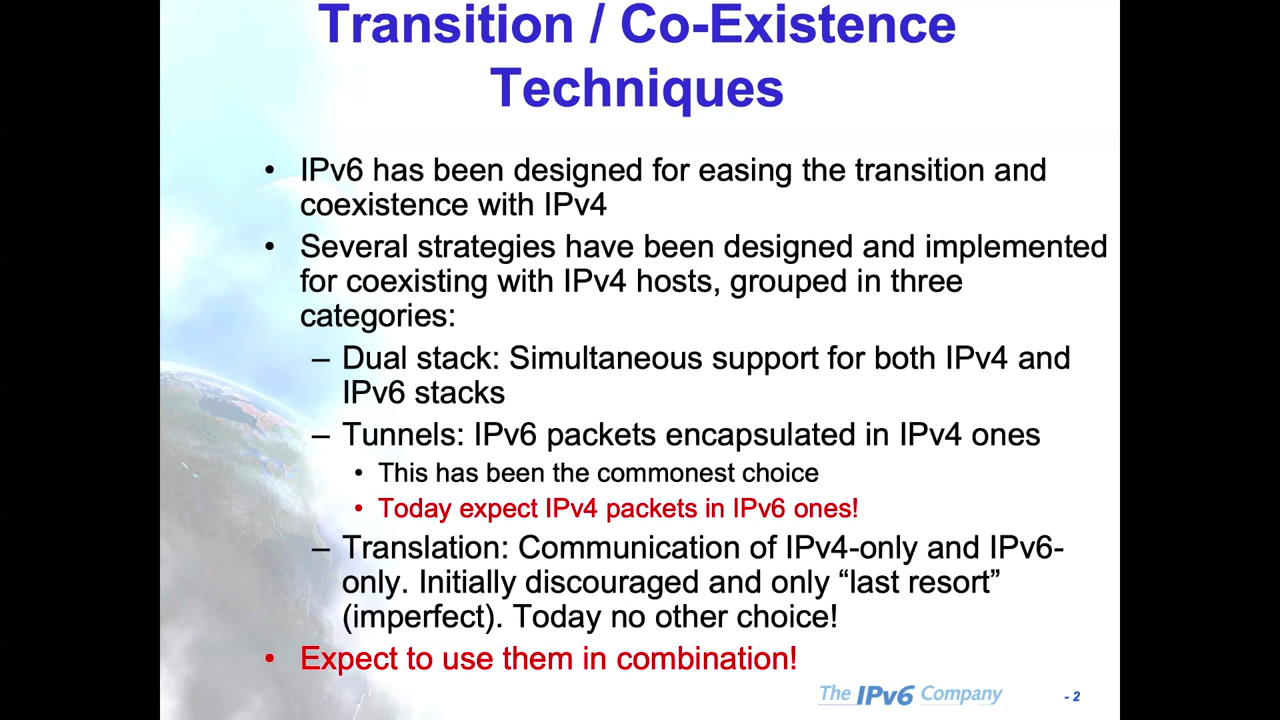 Transition / Co-Existence
Techniques
• IPv6 has been designed for easing the transition and
coexistence with IPv4
• Several strategies have been designed and implemented
for coexisting with IPv4 hosts, grouped in three
categories:
– Dual stack: Simultaneous support for both IPv4 and
IPv6 stacks
– Tunnels: IPv6 packets encapsulated in IPv4 ones
• This has been the commonest choice
• Today expect IPv4 packets in IPv6 ones!
– Translation: Communication of IPv4-only and IPv6-
only. Initially discouraged and only “last resort”
(imperfect). Today no other choice!
• Expect to use them in combination!
The IPv6 Company - 2